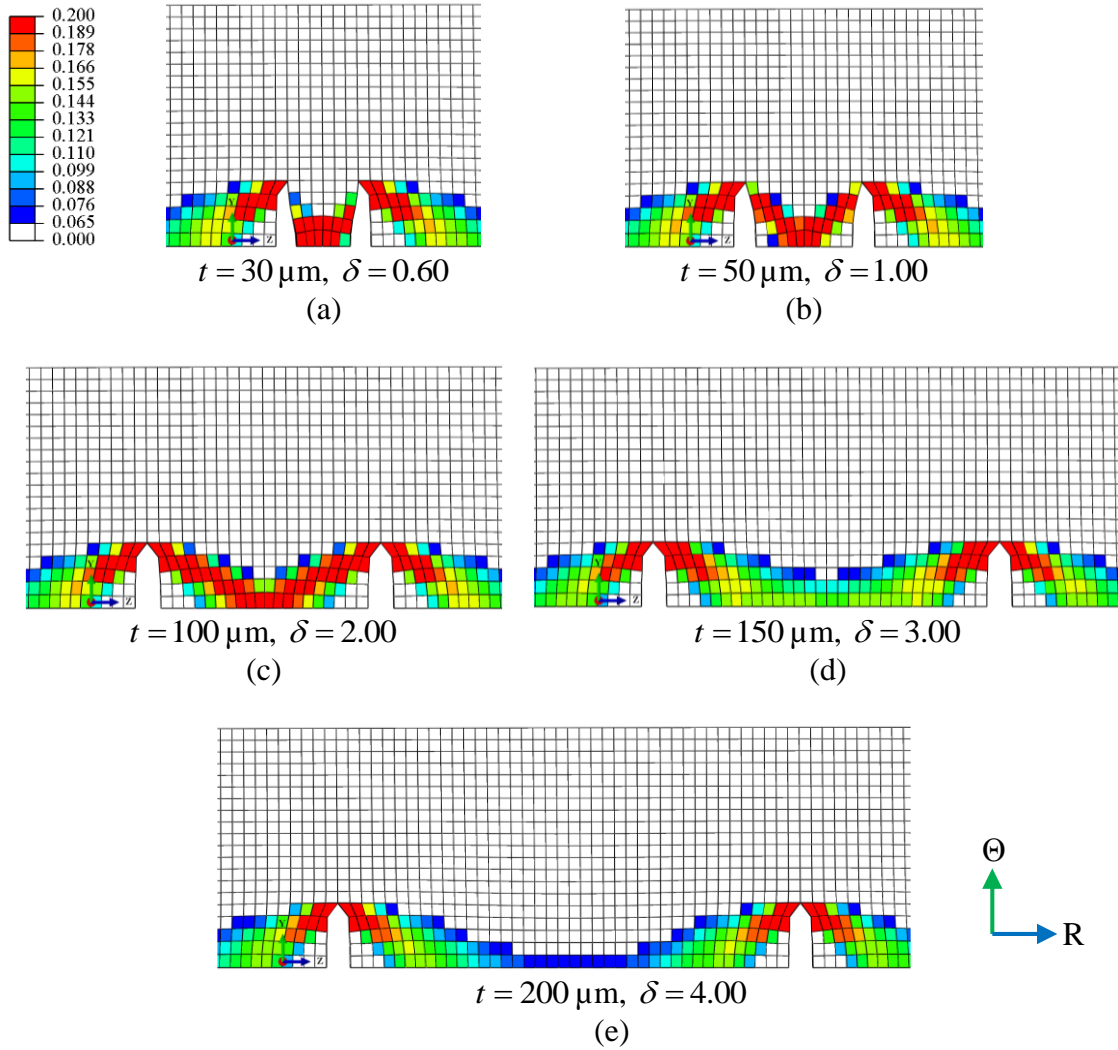 0.200
0.189
0.178
0.166
0.155
0.144
0.133
0.121
0.110
0.099
0.088
0.076
0.065
0.000
Y
Z
t = 30 µm, δ = 0.60
(a)
Y
Z
t = 50 µm, δ = 1.00
(b)
Y
Z
t = 100 µm, δ = 2.00
(c)
Y
Z
t = 150 µm, δ = 3.00
(d)
Y
Z
t = 200 µm, δ = 4.00
(e)
Θ
R